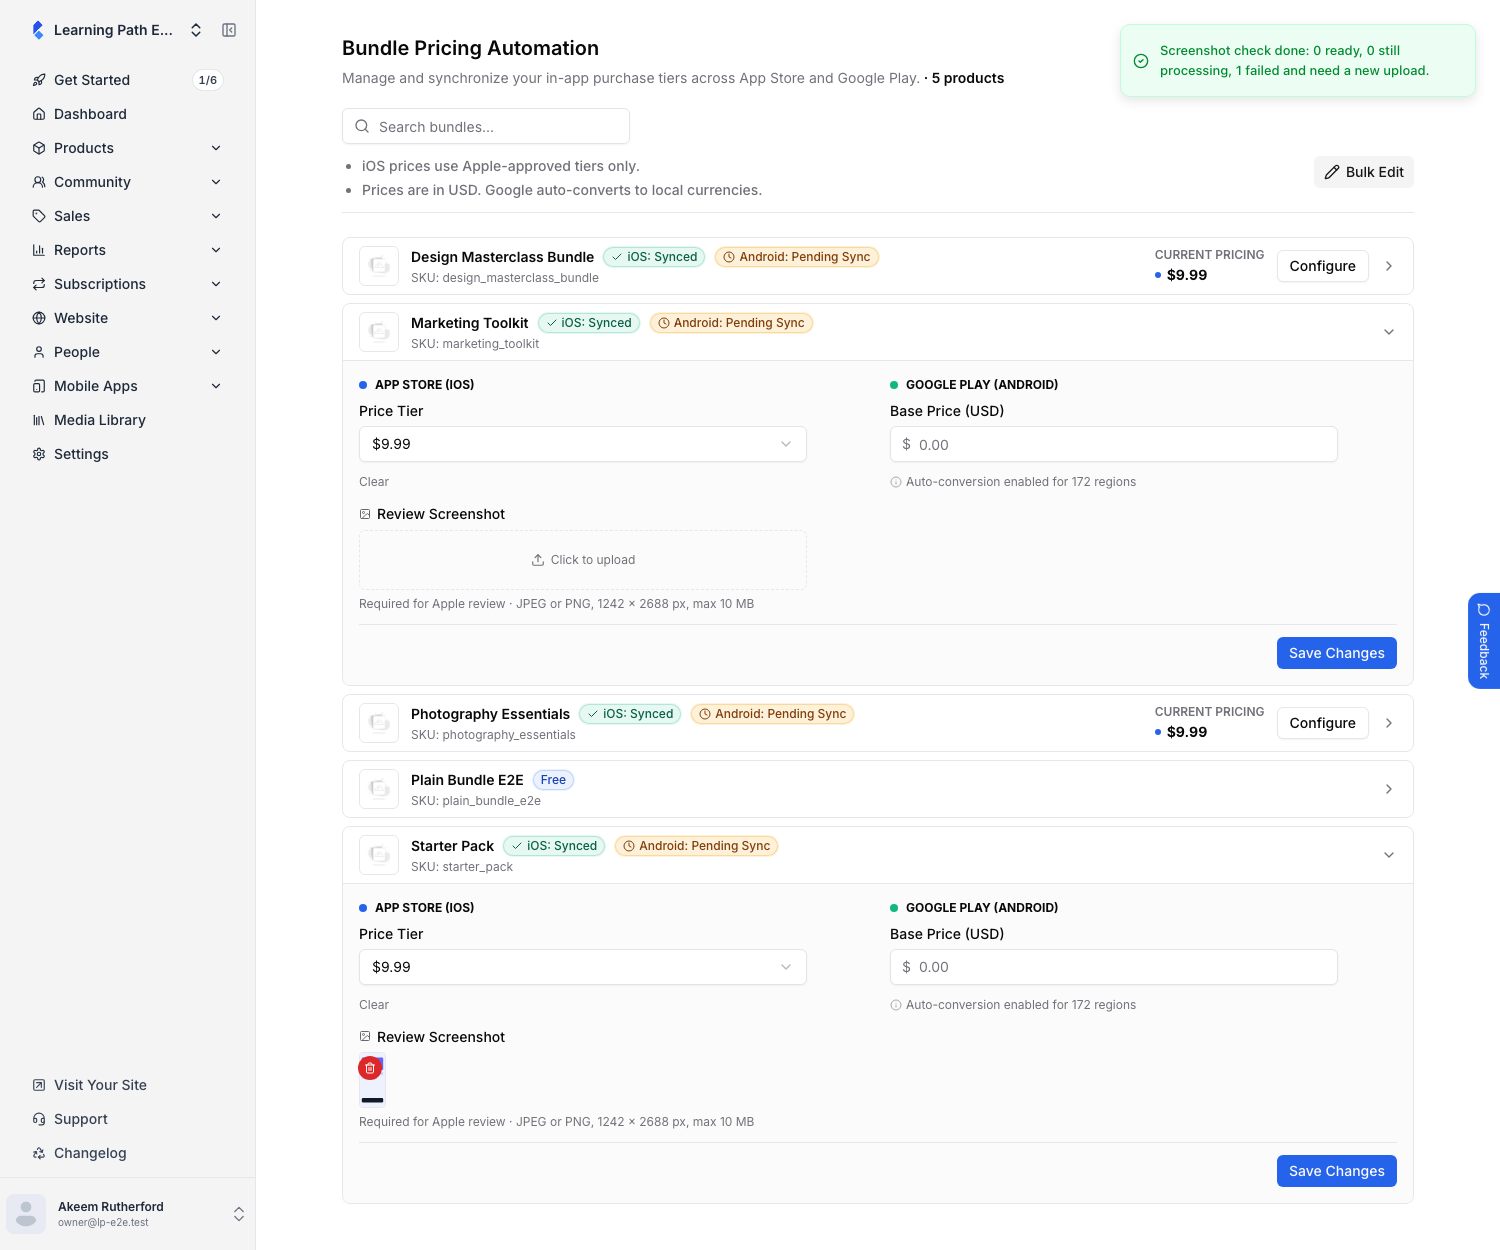 Learning Path E...
Get Started
1/6
Dashboard
Products
Community
Sales
Reports
Subscriptions
Website
People
Mobile Apps
Media Library
Settings
Visit Your Site
Support
Changelog
Akeem Rutherford
owner@lp-e2e.test
Bundle Pricing Automation
Manage and synchronize your in-app purchase tiers across App Store and Google Play. · 5 products
Screenshot check done: 0 ready, 0 still
processing, 1 failed and need a new upload.
Search bundles...
• iOS prices use Apple-approved tiers only.
• Prices are in USD. Google auto-converts to local currencies.
Bulk Edit
Design Masterclass Bundle iOS: Synced Android: Pending Sync
SKU: design_masterclass_bundle
CURRENT PRICING
$9.99
Configure
Marketing Toolkit iOS: Synced Android: Pending Sync
SKU: marketing_toolkit
APP STORE (IOS)
Price Tier
$9.99
Clear
Review Screenshot
Click to upload
Required for Apple review · JPEG or PNG, 1242 × 2688 px, max 10 MB
GOOGLE PLAY (ANDROID)
Base Price (USD)
$ 0.00
Auto-conversion enabled for 172 regions
Save Changes
Photography Essentials iOS: Synced Android: Pending Sync
SKU: photography_essentials
CURRENT PRICING
$9.99
Configure
Plain Bundle E2E Free
SKU: plain_bundle_e2e
Starter Pack iOS: Synced Android: Pending Sync
SKU: starter_pack
APP STORE (IOS)
Price Tier
$9.99
Clear
Review Screenshot
Required for Apple review · JPEG or PNG, 1242 × 2688 px, max 10 MB
GOOGLE PLAY (ANDROID)
Base Price (USD)
$ 0.00
Auto-conversion enabled for 172 regions
Save Changes
Feedback